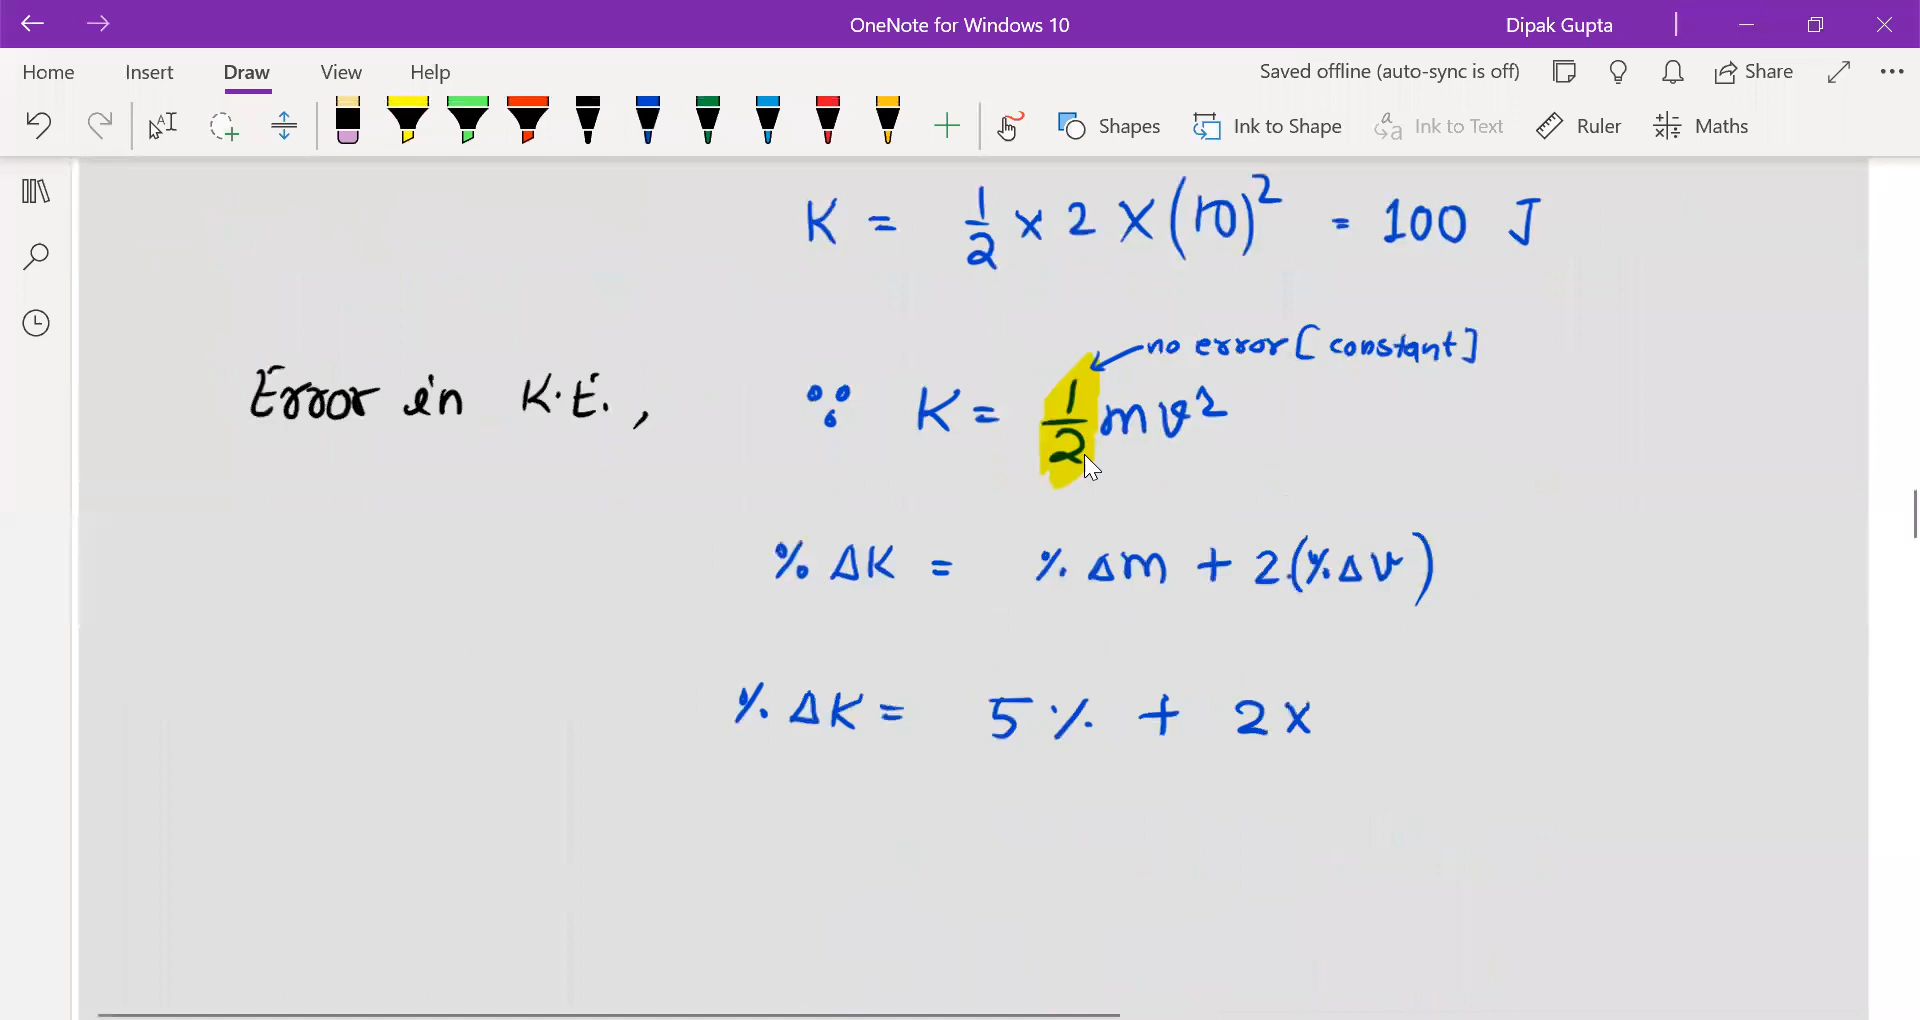 OneNote for Windows 10
Dipak Gupta
Home Insert Draw View Help
Saved offline (auto-sync is off) Share
Shapes Ink to Shape Ink to Text Ruler Maths
K = 1/2 × 2 × (10)² = 100 J
no error [constant]
Error in K.E., ∵ K = 1/2 mv²
% ΔK = % Δm + 2.(% Δv)
% ΔK = 5 % + 2 ×